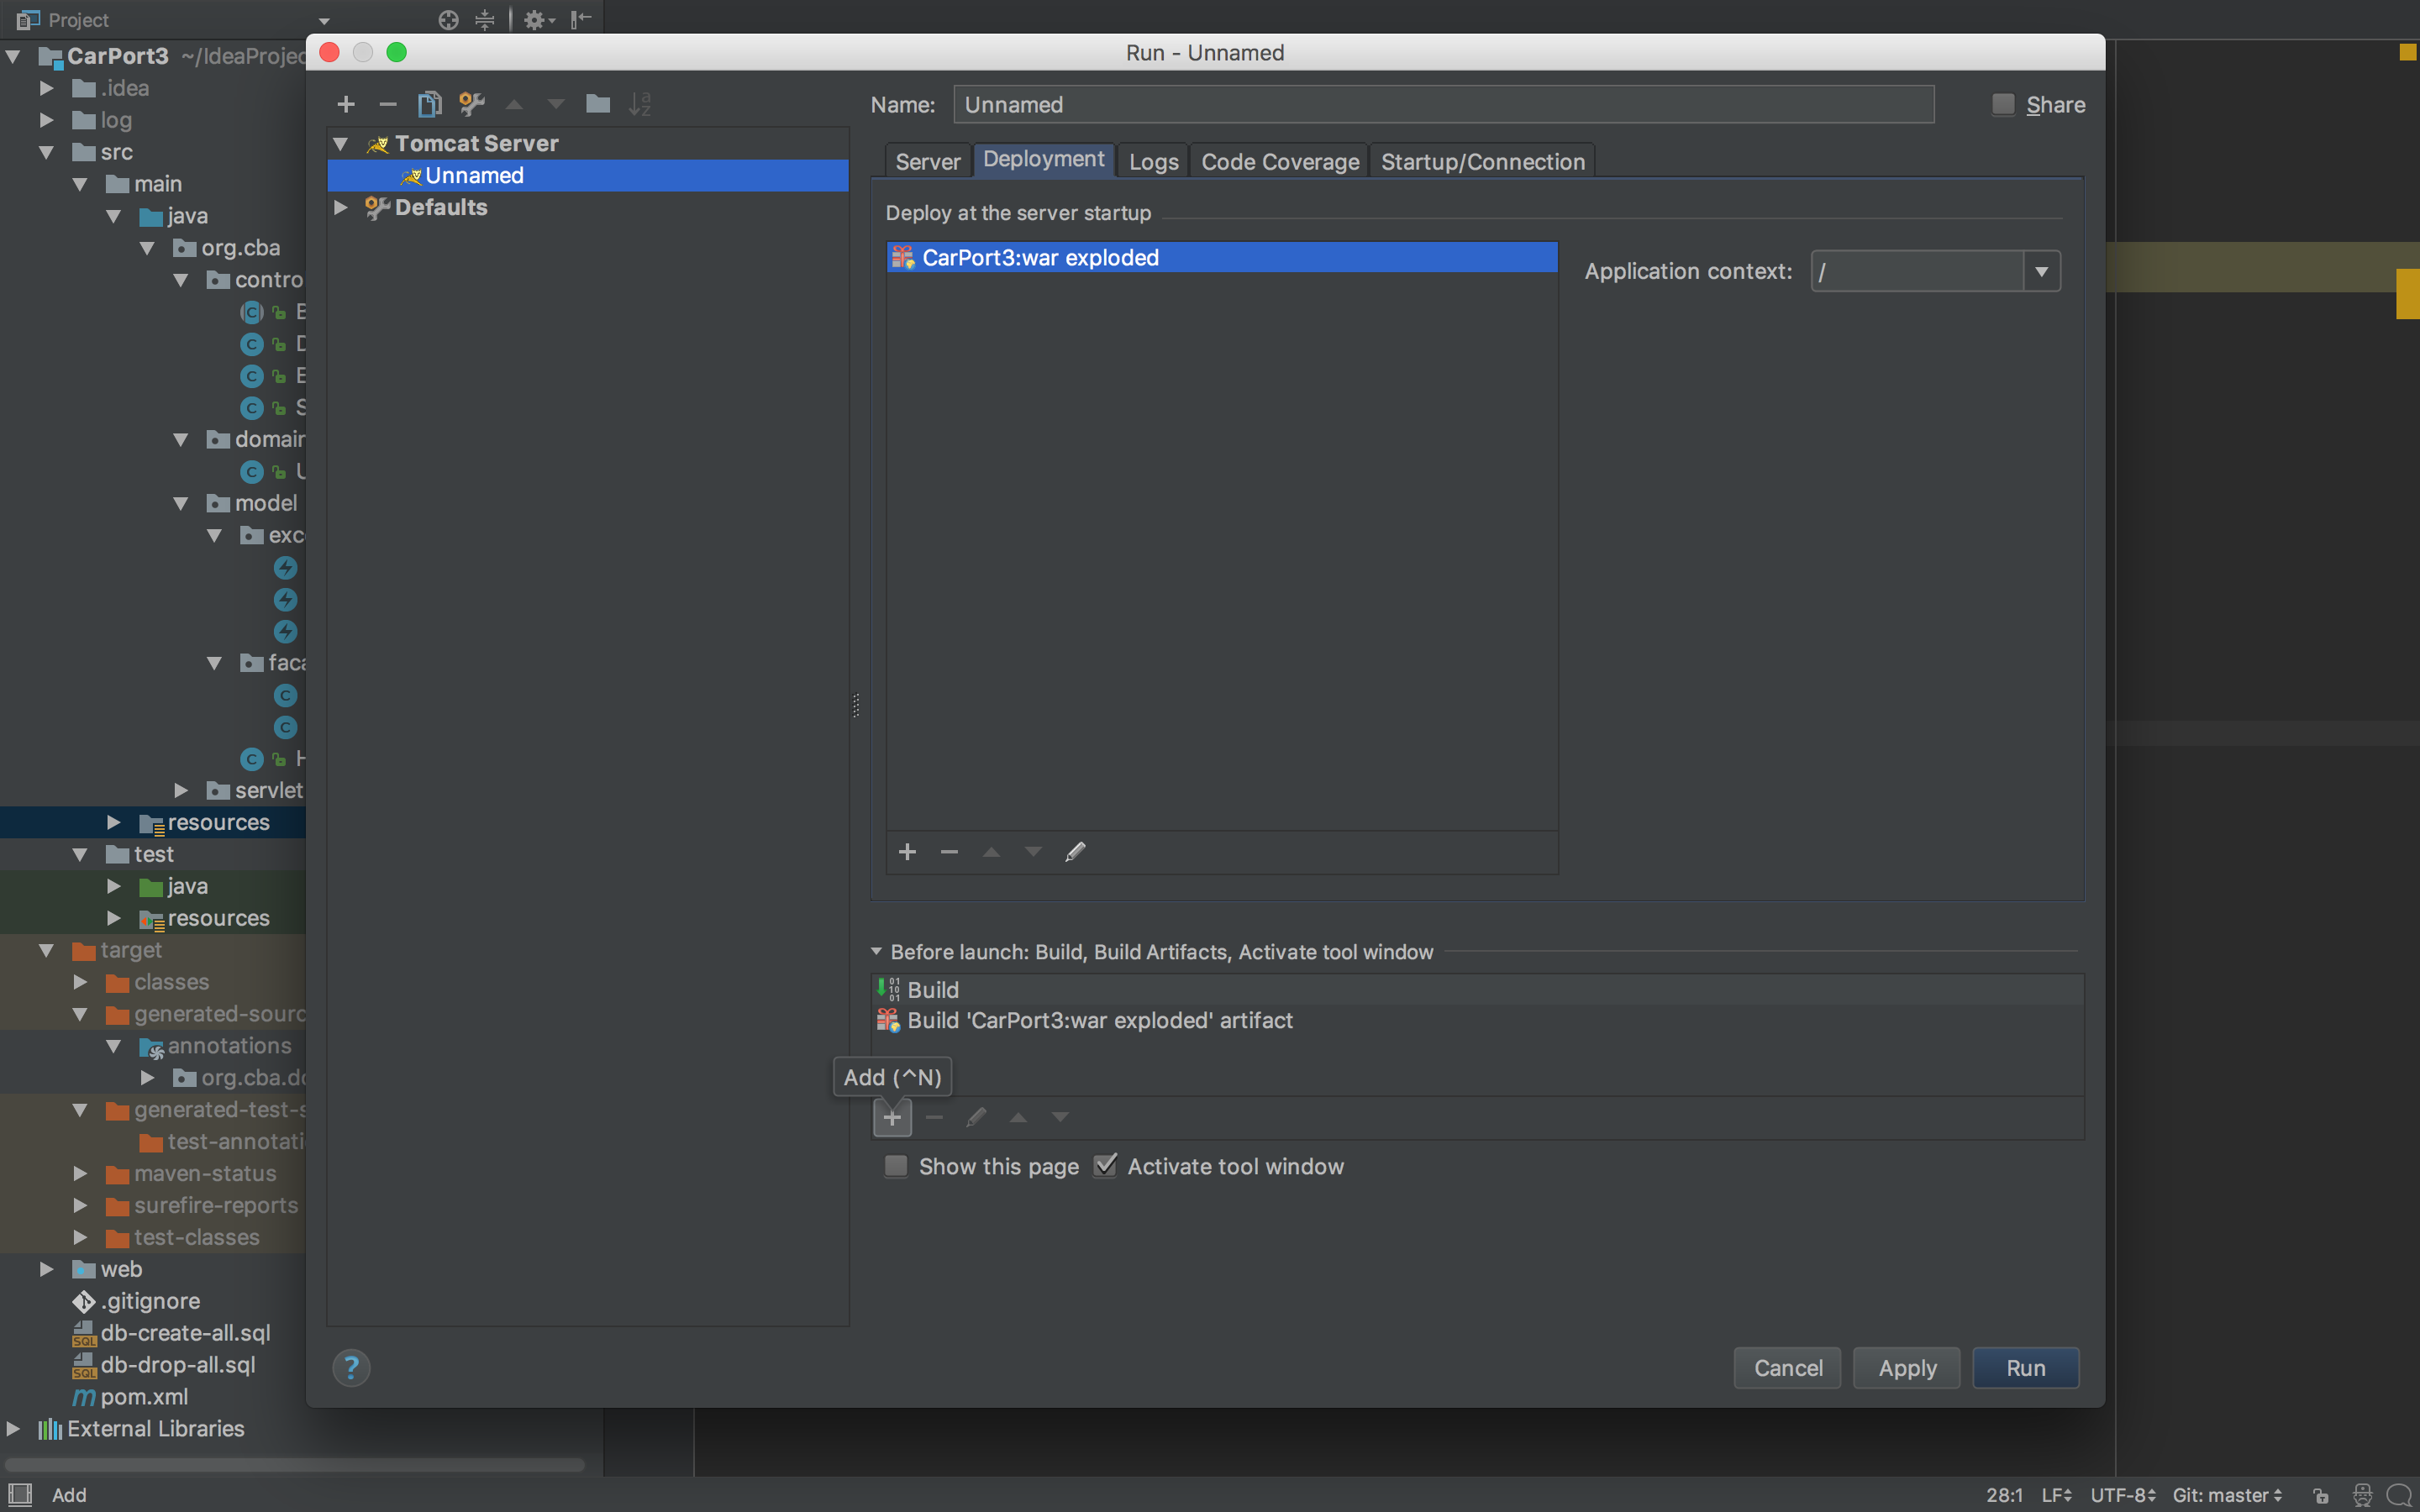 Project
CarPort3 ~/IdeaProjec
.idea
log
src
main
java
org.cba
contro
domain
model
exc
faca
servlet
resources
test
java
resources
target
classes
generated-sourc
annotations
org.cba.do
generated-test-s
test-annotati
maven-status
surefire-reports
test-classes
web
.gitignore
db-create-all.sql
db-drop-all.sql
pom.xml
External Libraries
Run - Unnamed
Tomcat Server
Unnamed
Defaults
Name: Unnamed
Share
Server Deployment Logs Code Coverage Startup/Connection
Deploy at the server startup
CarPort3:war exploded
Application context: /
Before launch: Build, Build Artifacts, Activate tool window
Build
Build 'CarPort3:war exploded' artifact
Add (^N)
Show this page Activate tool window
? Cancel Apply Run
Add 28:1 LF UTF-8 Git: master